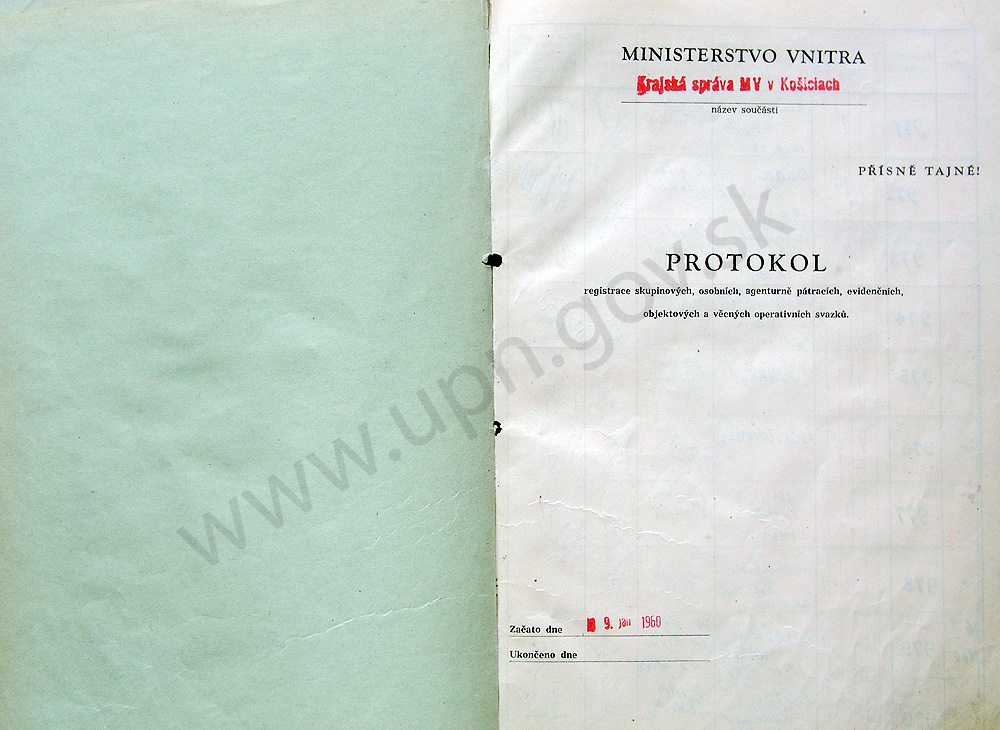 MINISTERSTVO VNITRA
Krajská správa MV v Košiciach
název součásti
PŘÍSNĚ TAJNÉ!
PROTOKOL
registrace skupinových, osobních, agenturně pátracích, evidenčních,
objektových a věcných operativních svazků.
www.upn.gov.sk
Začato dne 9. jan 1960
Ukončeno dne